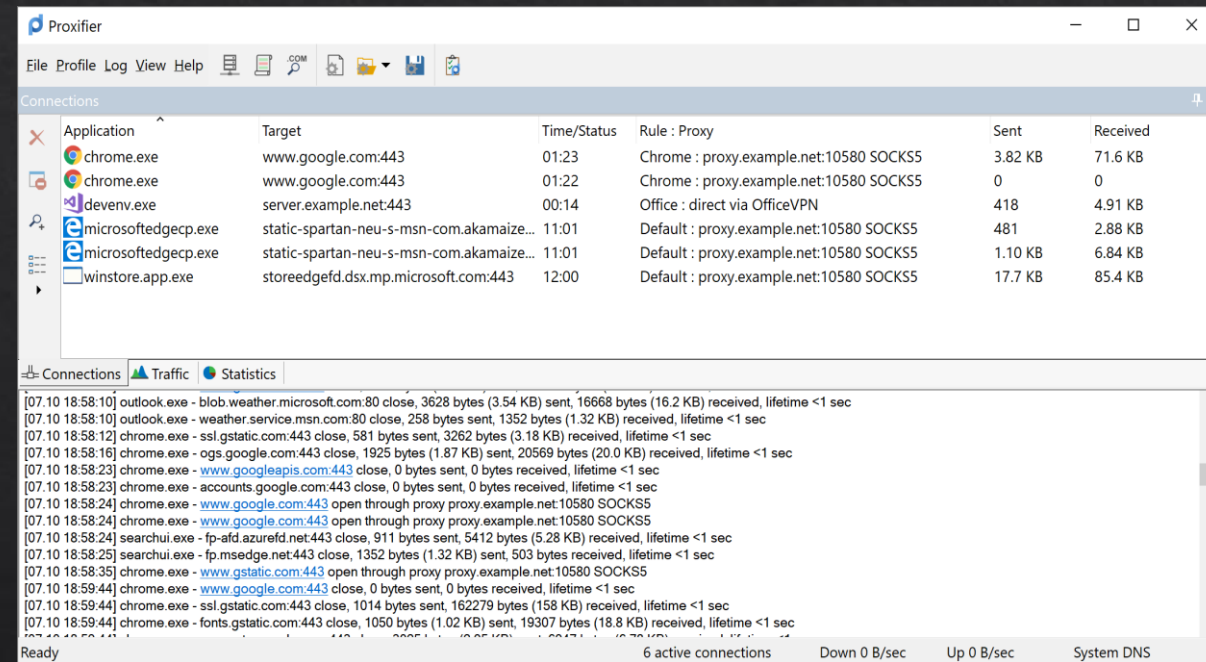 Proxifier
File Profile Log View Help .COM
Connections
Application Target Time/Status Rule : Proxy Sent Received
chrome.exe www.google.com:443 01:23 Chrome : proxy.example.net:10580 SOCKS5 3.82 KB 71.6 KB
chrome.exe www.google.com:443 01:22 Chrome : proxy.example.net:10580 SOCKS5 0 0
devenv.exe server.example.net:443 00:14 Office : direct via OfficeVPN 418 4.91 KB
microsoftedgecp.exe static-spartan-neu-s-msn-com.akamaize... 11:01 Default : proxy.example.net:10580 SOCKS5 481 2.88 KB
microsoftedgecp.exe static-spartan-neu-s-msn-com.akamaize... 11:01 Default : proxy.example.net:10580 SOCKS5 1.10 KB 6.84 KB
winstore.app.exe storeedgefd.dsx.mp.microsoft.com:443 12:00 Default : proxy.example.net:10580 SOCKS5 17.7 KB 85.4 KB
Connections Traffic Statistics
[07.10 18:58:10] outlook.exe - blob.weather.microsoft.com:80 close, 3628 bytes (3.54 KB) sent, 16668 bytes (16.2 KB) received, lifetime <1 sec
[07.10 18:58:10] outlook.exe - weather.service.msn.com:80 close, 258 bytes sent, 1352 bytes (1.32 KB) received, lifetime <1 sec
[07.10 18:58:12] chrome.exe - ssl.gstatic.com:443 close, 581 bytes sent, 3262 bytes (3.18 KB) received, lifetime <1 sec
[07.10 18:58:16] chrome.exe - ogs.google.com:443 close, 1925 bytes (1.87 KB) sent, 20569 bytes (20.0 KB) received, lifetime <1 sec
[07.10 18:58:23] chrome.exe - www.googleapis.com:443 close, 0 bytes sent, 0 bytes received, lifetime <1 sec
[07.10 18:58:23] chrome.exe - accounts.google.com:443 close, 0 bytes sent, 0 bytes received, lifetime <1 sec
[07.10 18:58:24] chrome.exe - www.google.com:443 open through proxy proxy.example.net:10580 SOCKS5
[07.10 18:58:24] chrome.exe - www.google.com:443 open through proxy proxy.example.net:10580 SOCKS5
[07.10 18:58:24] searchui.exe - fp-afd.azurefd.net:443 close, 911 bytes sent, 5412 bytes (5.28 KB) received, lifetime <1 sec
[07.10 18:58:25] searchui.exe - fp.msedge.net:443 close, 1352 bytes (1.32 KB) sent, 503 bytes received, lifetime <1 sec
[07.10 18:58:35] chrome.exe - www.gstatic.com:443 open through proxy proxy.example.net:10580 SOCKS5
[07.10 18:59:44] chrome.exe - www.google.com:443 close, 0 bytes sent, 0 bytes received, lifetime <1 sec
[07.10 18:59:44] chrome.exe - ssl.gstatic.com:443 close, 1014 bytes sent, 162279 bytes (158 KB) received, lifetime <1 sec
[07.10 18:59:44] chrome.exe - fonts.gstatic.com:443 close, 1050 bytes (1.02 KB) sent, 19307 bytes (18.8 KB) received, lifetime <1 sec
Ready 6 active connections Down 0 B/sec Up 0 B/sec System DNS